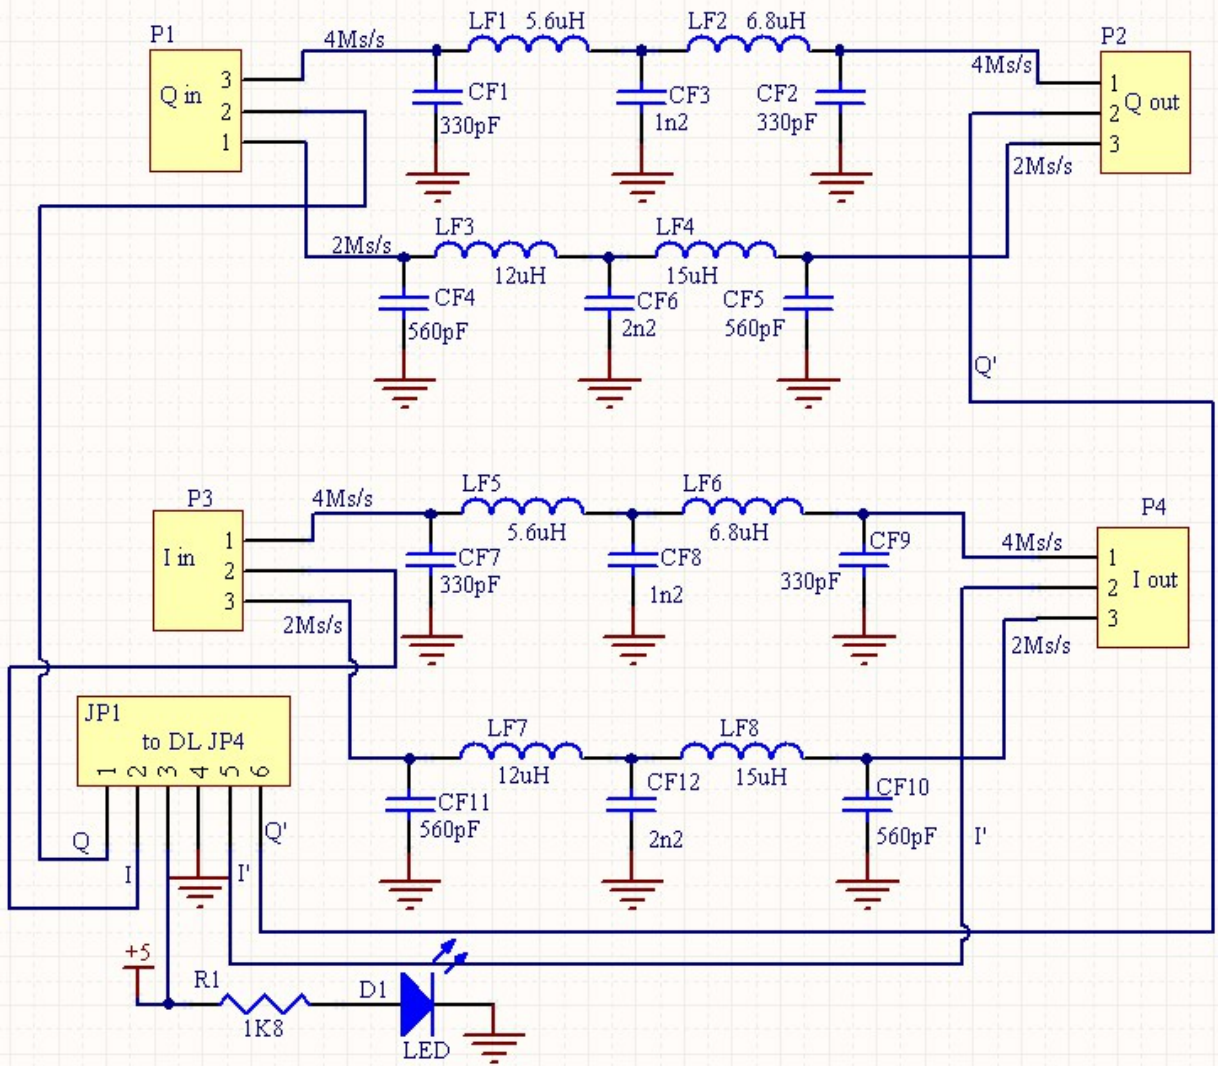 P1
4Ms/s
LF1 5.6uH
LF2 6.8uH
P2
Q in
3
2
1
CF1
330pF
CF3
1n2
CF2
330pF
4Ms/s
1
2
3
Q out
2Ms/s
2Ms/s
LF3
12uH
LF4
15uH
CF4
560pF
CF6
2n2
CF5
560pF
Q'
P3
4Ms/s
LF5
5.6uH
LF6
6.8uH
P4
I in
1
2
3
2Ms/s
CF7
330pF
CF8
1n2
CF9
330pF
4Ms/s
1
2
3
I out
2Ms/s
JP1
to DL JP4
1 2 3 4 5 6
LF7
12uH
LF8
15uH
CF11
560pF
CF12
2n2
CF10
560pF
Q
I
I'
Q'
I'
+5
R1
1K8
D1
LED